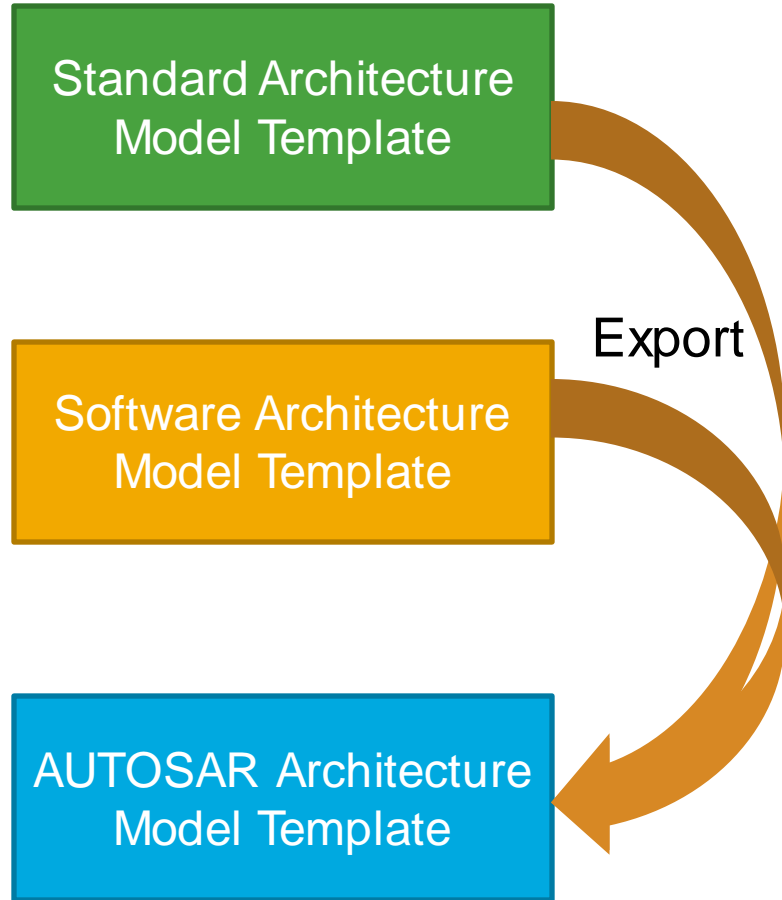 Standard Architecture
Model Template
Export
Software Architecture
Model Template
AUTOSAR Architecture
Model Template